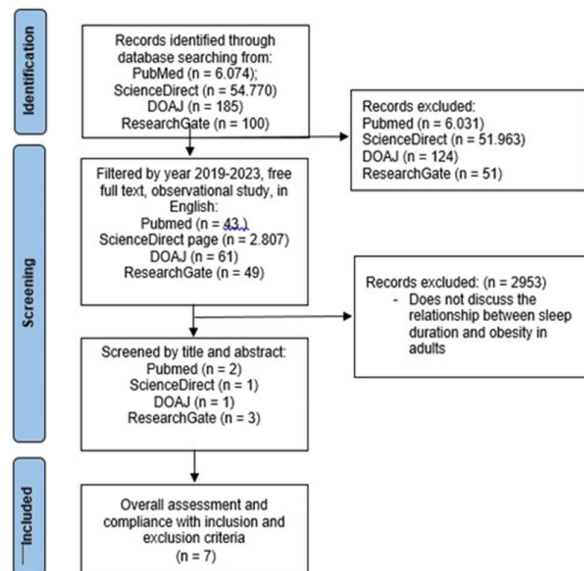 Identification
Records identified through
database searching from:
PubMed (n = 6.074);
ScienceDirect (n = 54.770)
DOAJ (n = 185)
ResearchGate (n = 100)
Records excluded:
Pubmed (n = 6.031)
ScienceDirect (n = 51.963)
DOAJ (n = 124)
ResearchGate (n = 51)
Screening
Filtered by year 2019-2023, free
full text, observational study, in
English:
Pubmed (n = 43.)
ScienceDirect page (n = 2.807)
DOAJ (n = 61)
ResearchGate (n = 49)
Records excluded: (n = 2953)
- Does not discuss the
relationship between sleep
duration and obesity in
adults
Screened by title and abstract:
Pubmed (n = 2)
ScienceDirect (n = 1)
DOAJ (n = 1)
ResearchGate (n = 3)
Included
Overall assessment and
compliance with inclusion and
exclusion criteria
(n = 7)